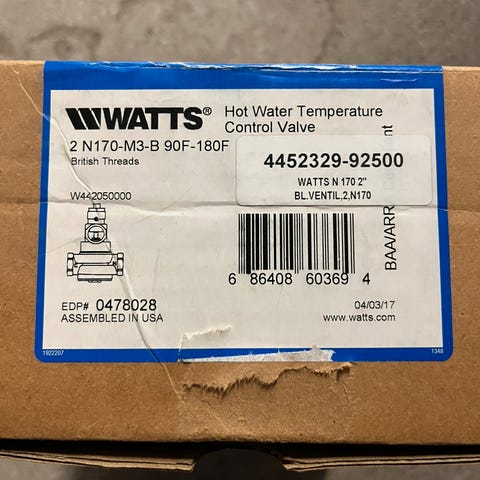 WATTS®
Hot Water Temperature
Control Valve
2 N170-M3-B 90F-180F
British Threads
4452329-92500
WATTS N 170 2"
BL.VENTIL,2,N170
W442050000
BAA/ARR
6 86408 60369 4
EDP# 0478028
ASSEMBLED IN USA
04/03/17
www.watts.com
1922207
1348